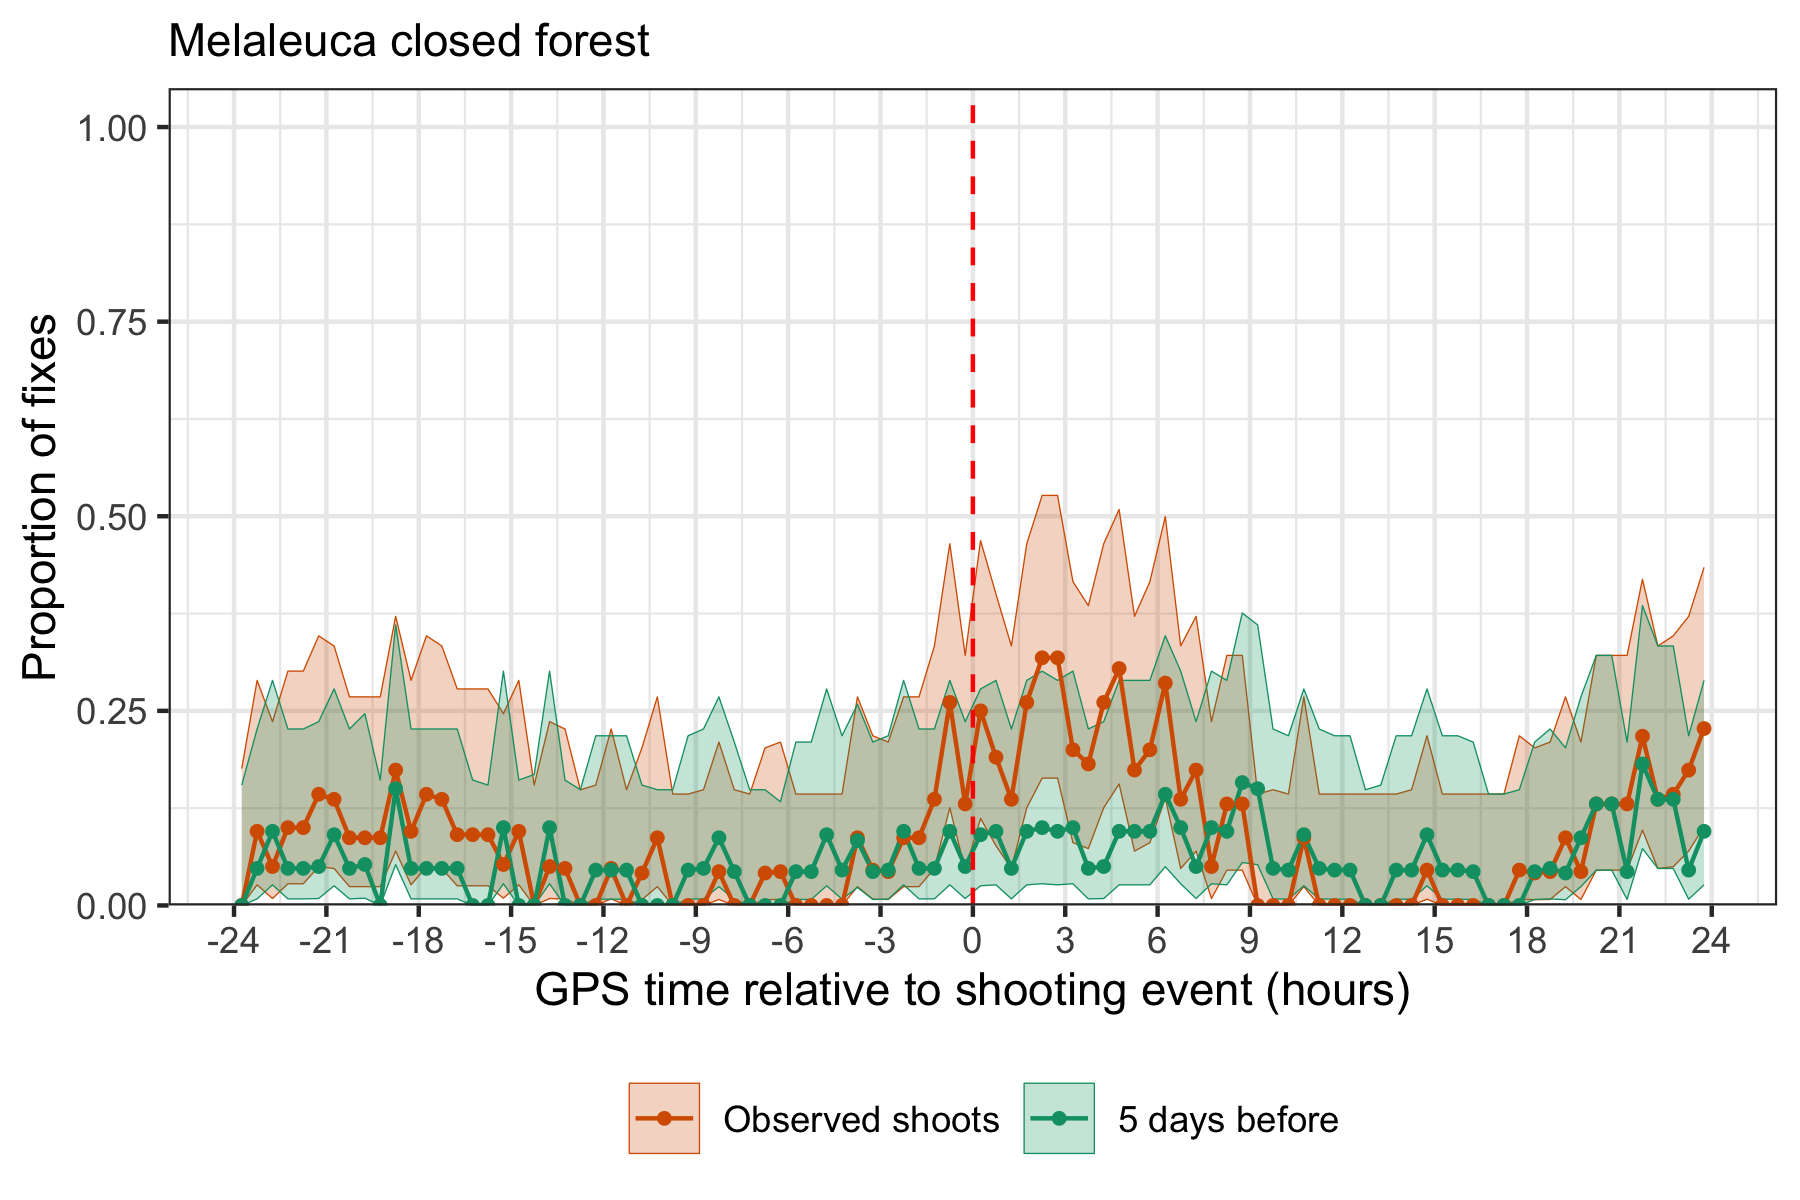 Melaleuca closed forest
Proportion of fixes
1.00
0.75
0.50
0.25
0.00
-24 -21 -18 -15 -12 -9 -6 -3 0 3 6 9 12 15 18 21 24
GPS time relative to shooting event (hours)
Observed shoots 5 days before